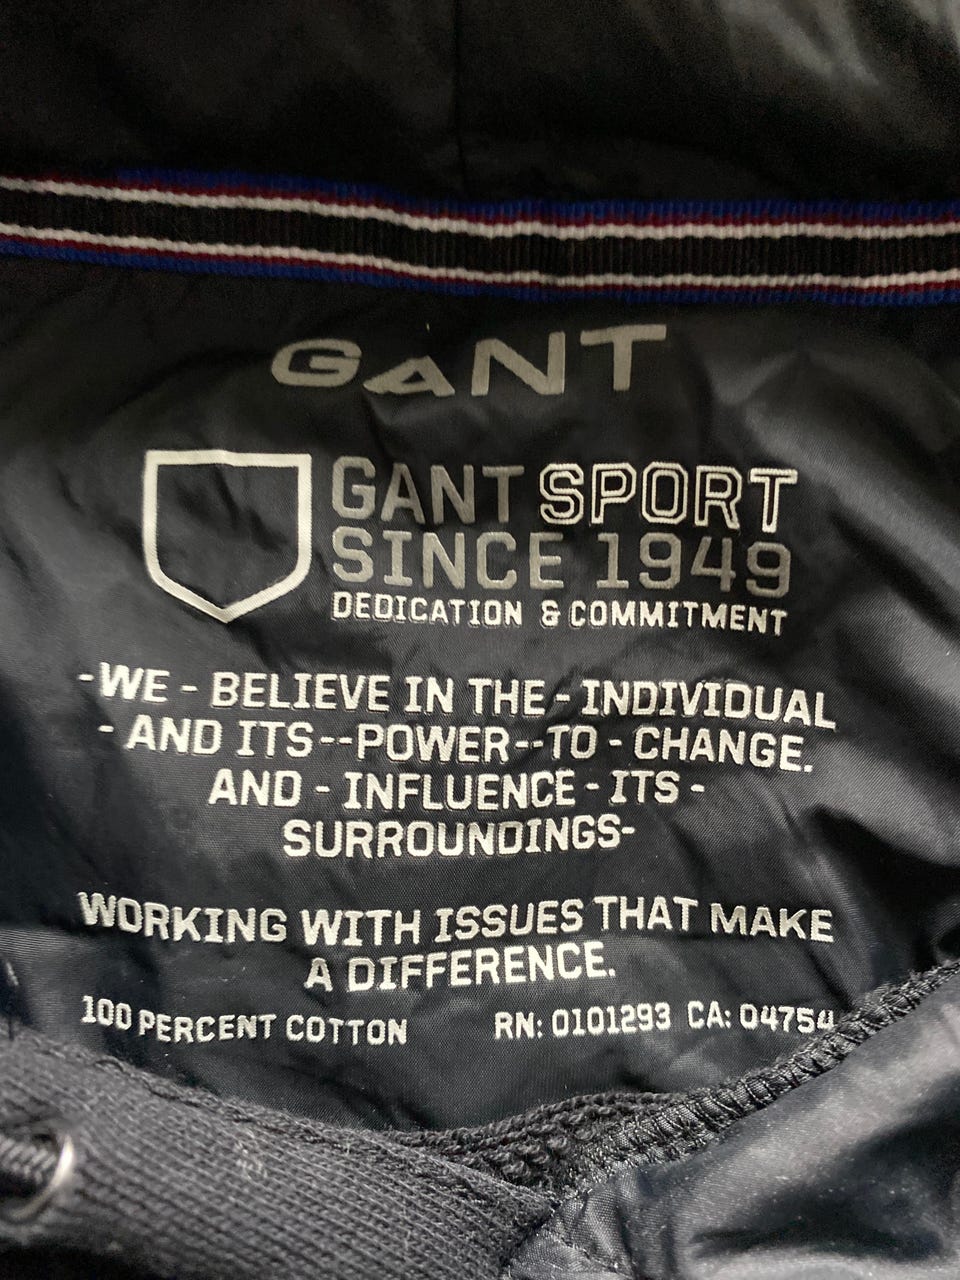 GANT
GANT SPORT
SINCE 1949
DEDICATION & COMMITMENT
-WE - BELIEVE IN THE - INDIVIDUAL
- AND ITS--POWER--TO - CHANGE.
AND - INFLUENCE - ITS -
SURROUNDINGS-
WORKING WITH ISSUES THAT MAKE
A DIFFERENCE.
100 PERCENT COTTON RN: 0101293 CA: 04754